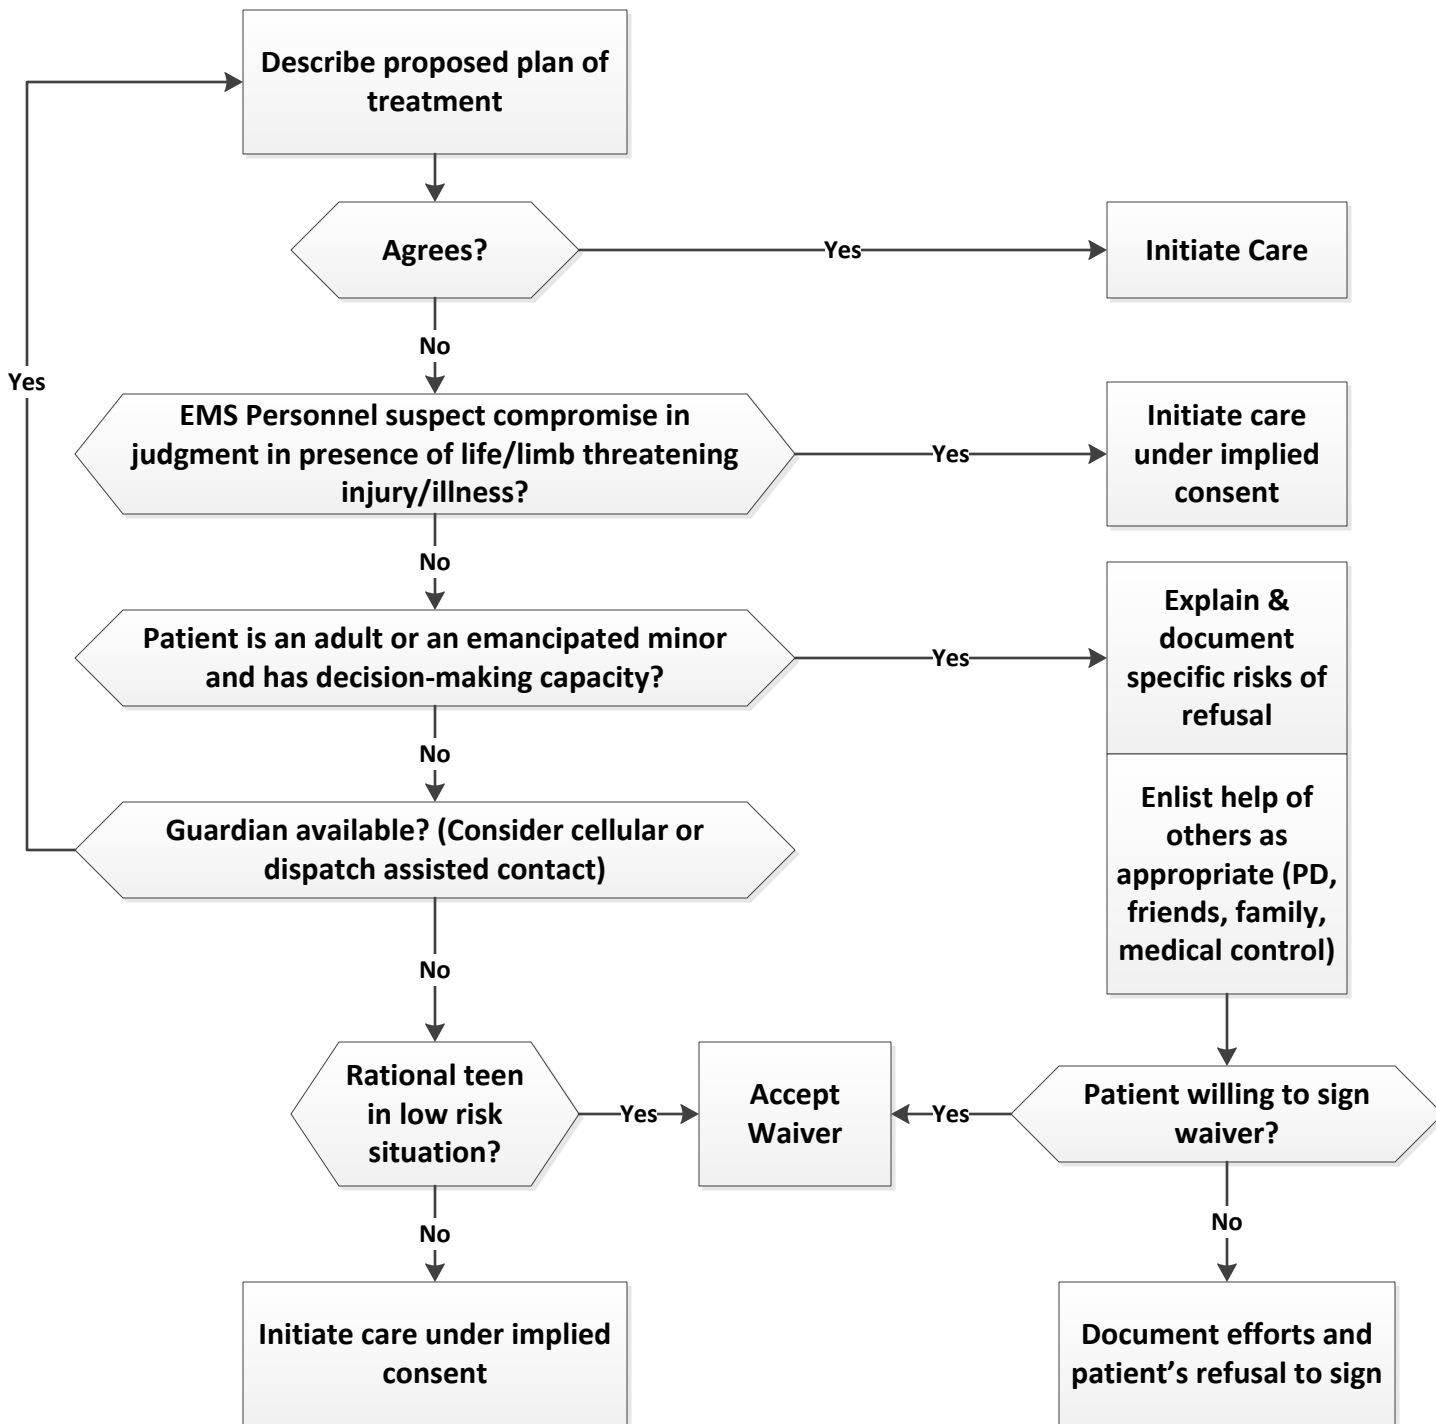 Describe proposed plan of
treatment
Agrees?
Yes
Initiate Care
No
Yes
EMS Personnel suspect compromise in
judgment in presence of life/limb threatening
injury/illness?
Yes
Initiate care
under implied
consent
No
Patient is an adult or an emancipated minor
and has decision-making capacity?
Yes
Explain &
document
specific risks of
refusal
No
Guardian available? (Consider cellular or
dispatch assisted contact)
Enlist help of
others as
appropriate (PD,
friends, family,
medical control)
No
Rational teen
in low risk
situation?
Yes
Accept
Waiver
Yes
Patient willing to sign
waiver?
No
No
Initiate care under implied
consent
Document efforts and
patient’s refusal to sign